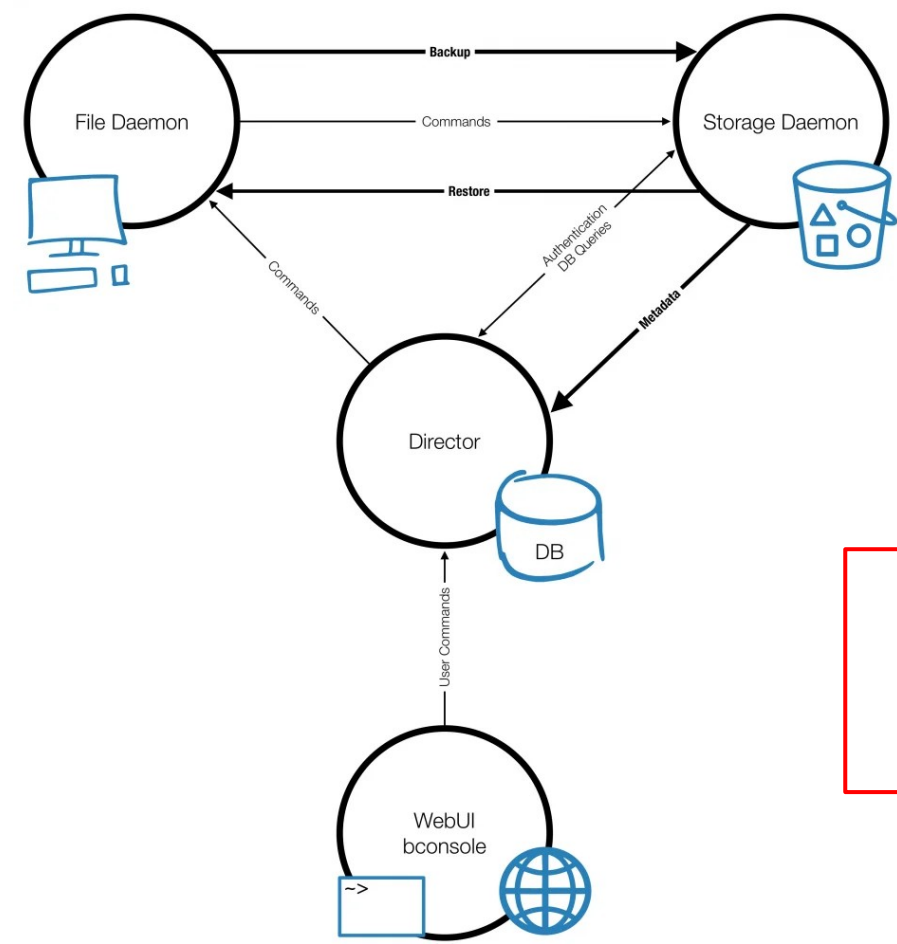 Backup
File Daemon
Commands
Storage Daemon
Restore
Authentication
DB Queries
Commands
Metadata
Director
DB
User Commands
WebUI
bconsole
~>